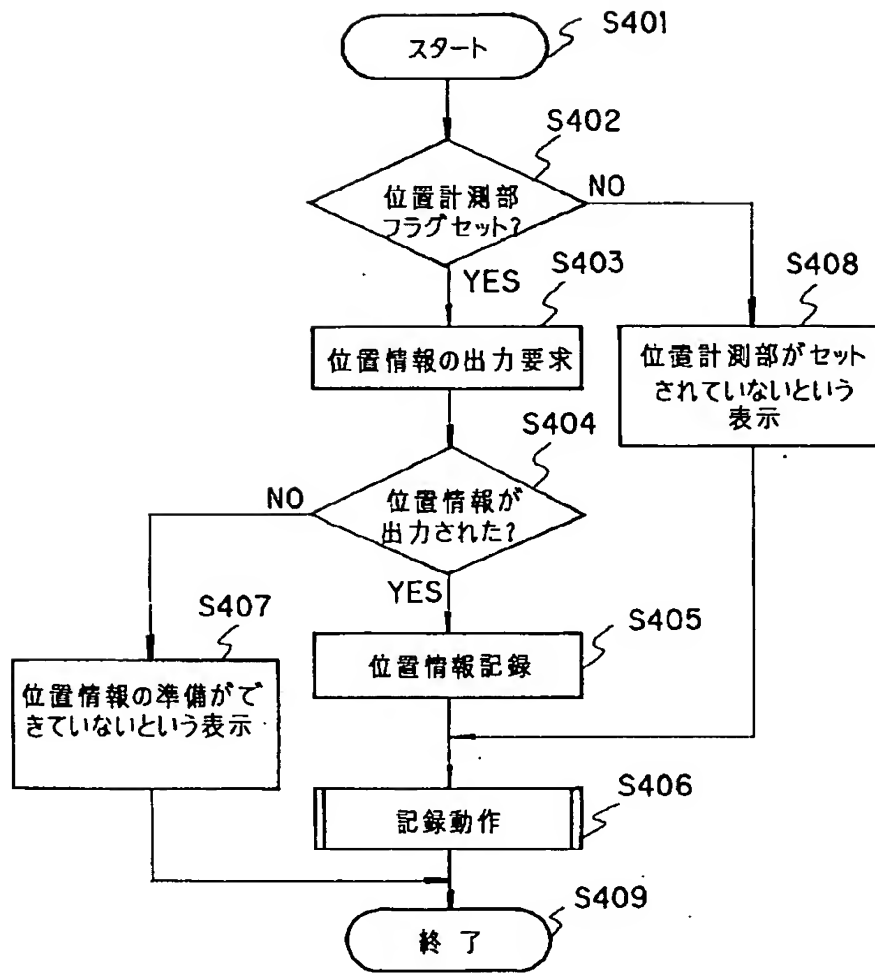 スタート
S401
S402
位置計測部
フラグセット?
NO
YES
S403
位置情報の出力要求
S408
位置計測部がセット
されていないという
表示
S404
位置情報が
出力された?
NO
YES
S405
位置情報記録
S407
位置情報の準備がで
きていないという表示
S406
記録動作
S409
終了